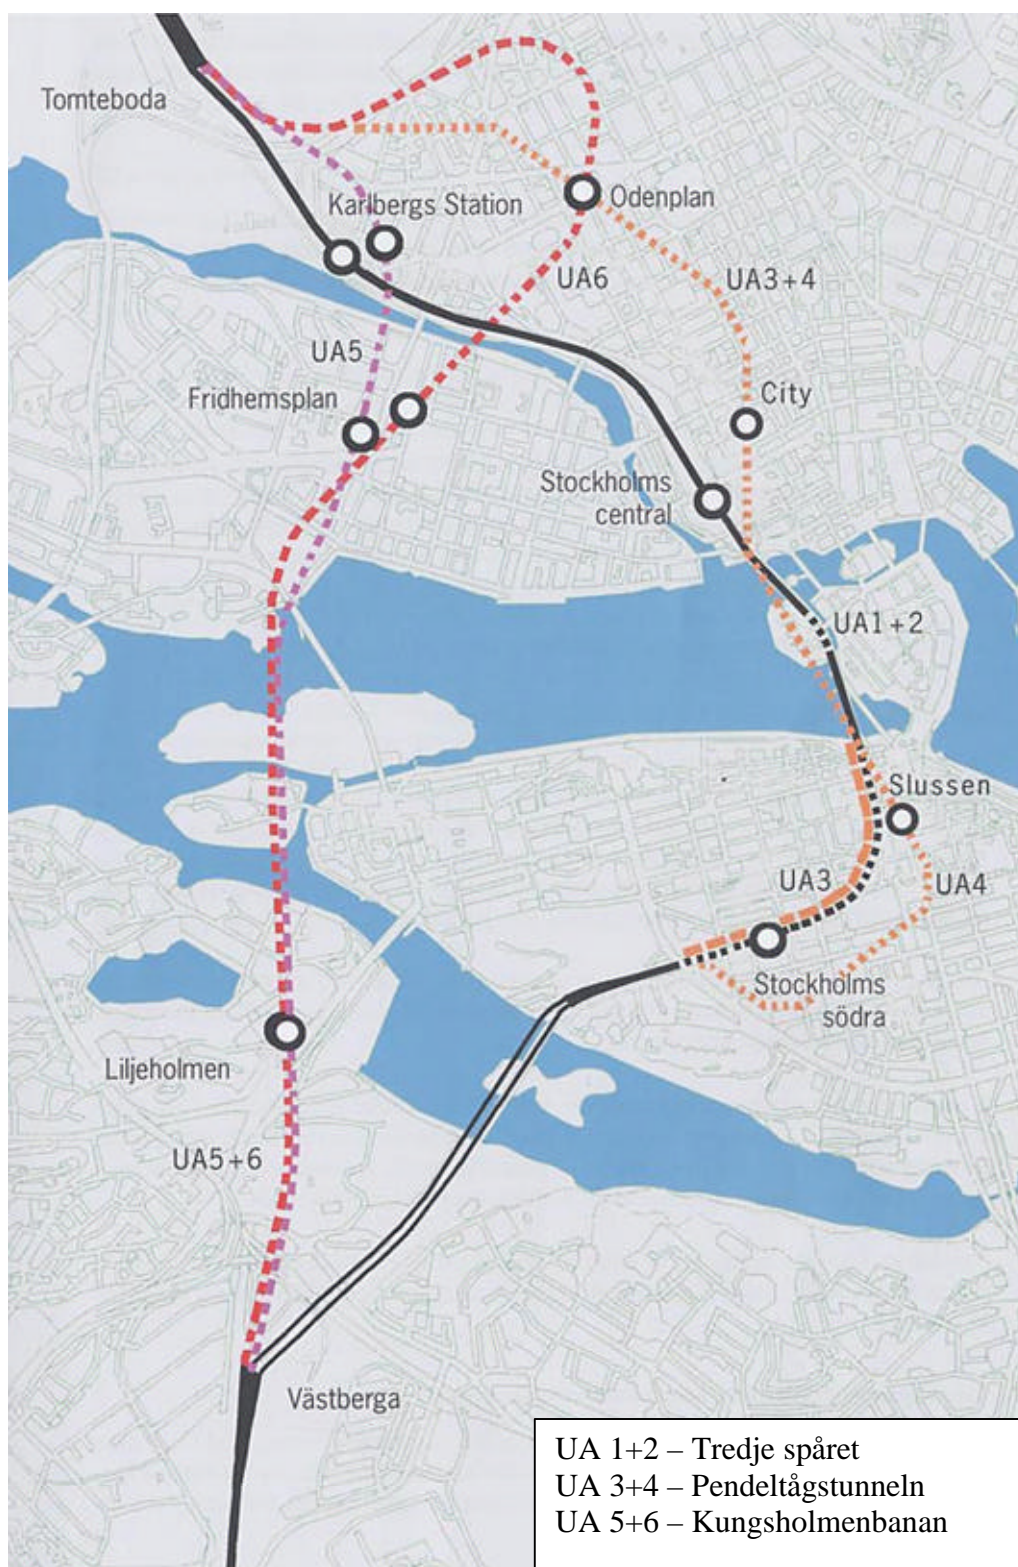 Tomteboda
Karlbergs Station
Odenplan
UA6
UA3+4
UA5
Fridhemsplan
City
Stockholms
central
UA1+2
Slussen
UA3
UA4
Stockholms
södra
Liljeholmen
UA5+6
Västberga
UA 1+2 – Tredje spåret
UA 3+4 – Pendeltågstunneln
UA 5+6 – Kungsholmenbanan